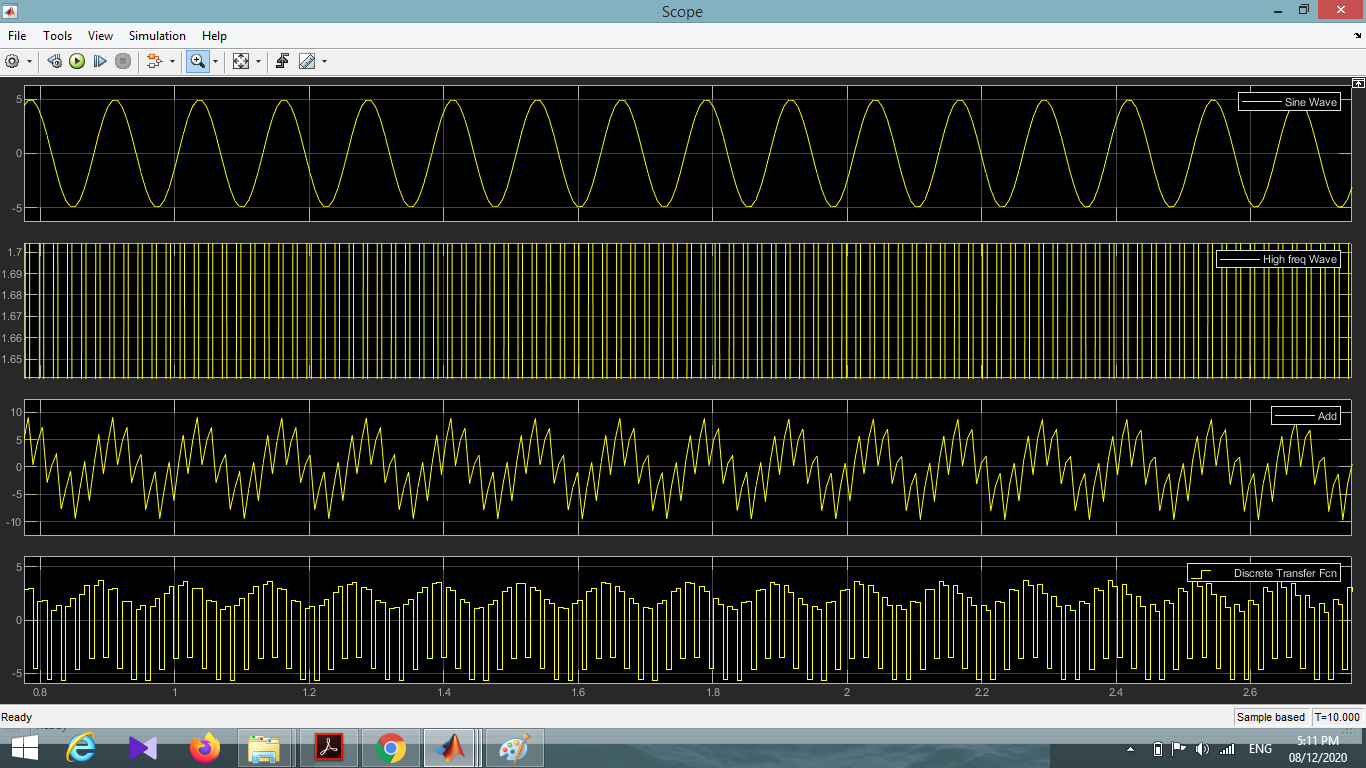 Scope
File Tools View Simulation Help
5
0
-5
Sine Wave
1.7
1.69
1.68
1.67
1.66
1.65
High freq Wave
10
5
0
-5
-10
Add
5
0
-5
Discrete Transfer Fcn
0.8 1 1.2 1.4 1.6 1.8 2 2.2 2.4 2.6
Ready Sample based T=10.000
Ready
ENG
5:11 PM
08/12/2020